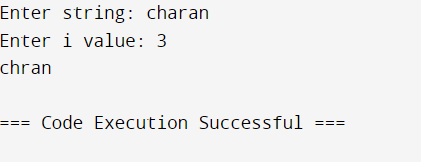 Enter string: charan
Enter i value: 3
chran
=== Code Execution Successful ===